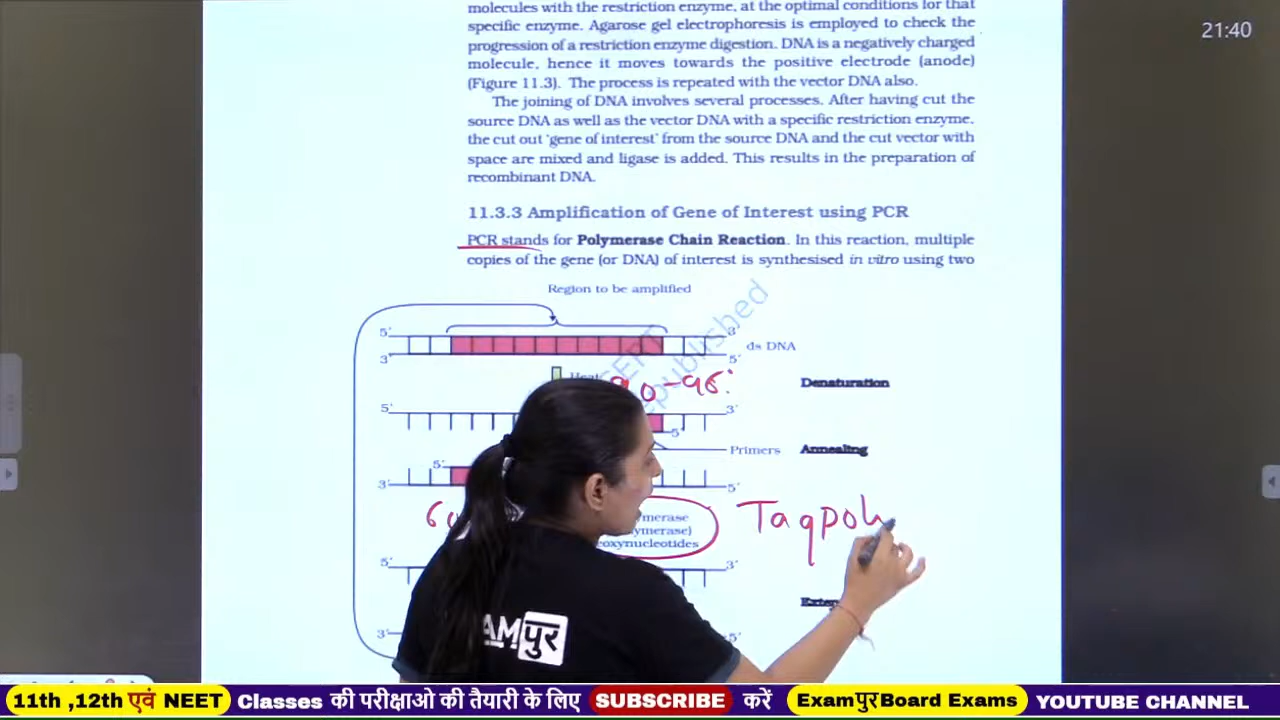 molecules with the restriction enzyme, at the optimal conditions for that
specific enzyme. Agarose gel electrophoresis is employed to check the
progression of a restriction enzyme digestion. DNA is a negatively charged
molecule, hence it moves towards the positive electrode (anode)
(Figure 11.3). The process is repeated with the vector DNA also.
The joining of DNA involves several processes. After having cut the
source DNA as well as the vector DNA with a specific restriction enzyme,
the cut out 'gene of interest' from the source DNA and the cut vector with
space are mixed and ligase is added. This results in the preparation of
recombinant DNA.
21:40
11.3.3 Amplification of Gene of Interest using PCR
PCR stands for Polymerase Chain Reaction. In this reaction, multiple
copies of the gene (or DNA) of interest is synthesised in vitro using two
Region to be amplified
5′ 3′
ds DNA
3′ 5′
Heat
Denaturation
5′ 3′
5′
Primers Annealing
5′
3′ 5′
Taqpoly
oxynucleotides
5′ 3′
3′ 5′
AMपुर
11th ,12th एवं NEET Classes की परीक्षाओ की तैयारी के लिए SUBSCRIBE करें Examपुर Board Exams YOUTUBE CHANNEL